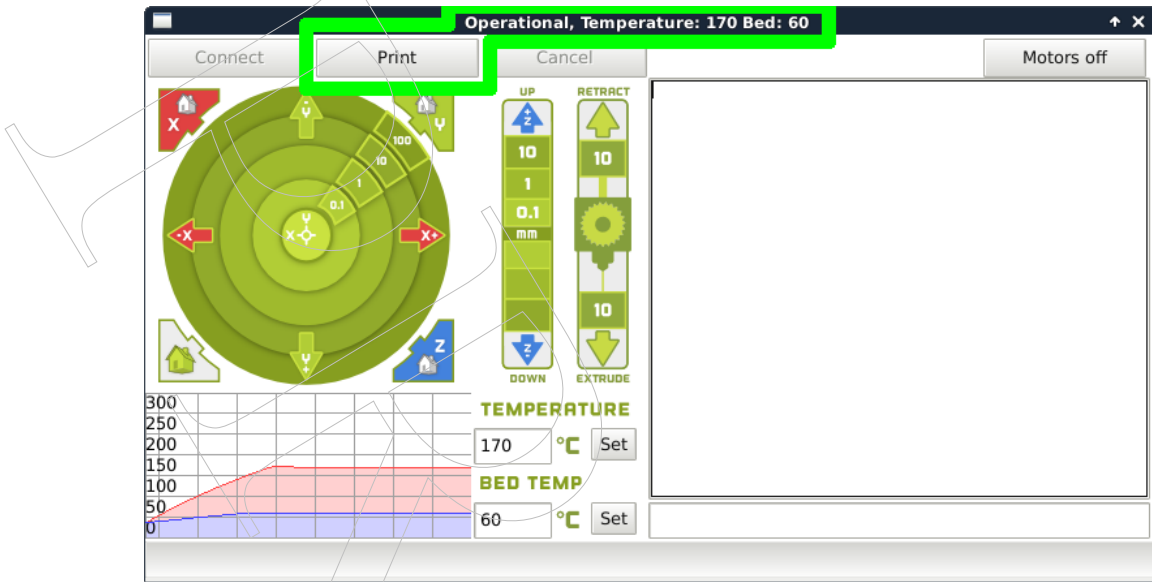 Operational, Temperature: 170 Bed: 60
Connect
Print
Cancel
Motors off
X
-Y
Y
100
10
1
0.1
Y
X
-X
X+
Y+
Z
UP
+Z
10
1
0.1
mm
Z-
DOWN
RETRACT
10
10
EXTRUDE
300
250
200
150
100
50
0
TEMPERATURE
170 °C Set
BED TEMP
60 °C Set